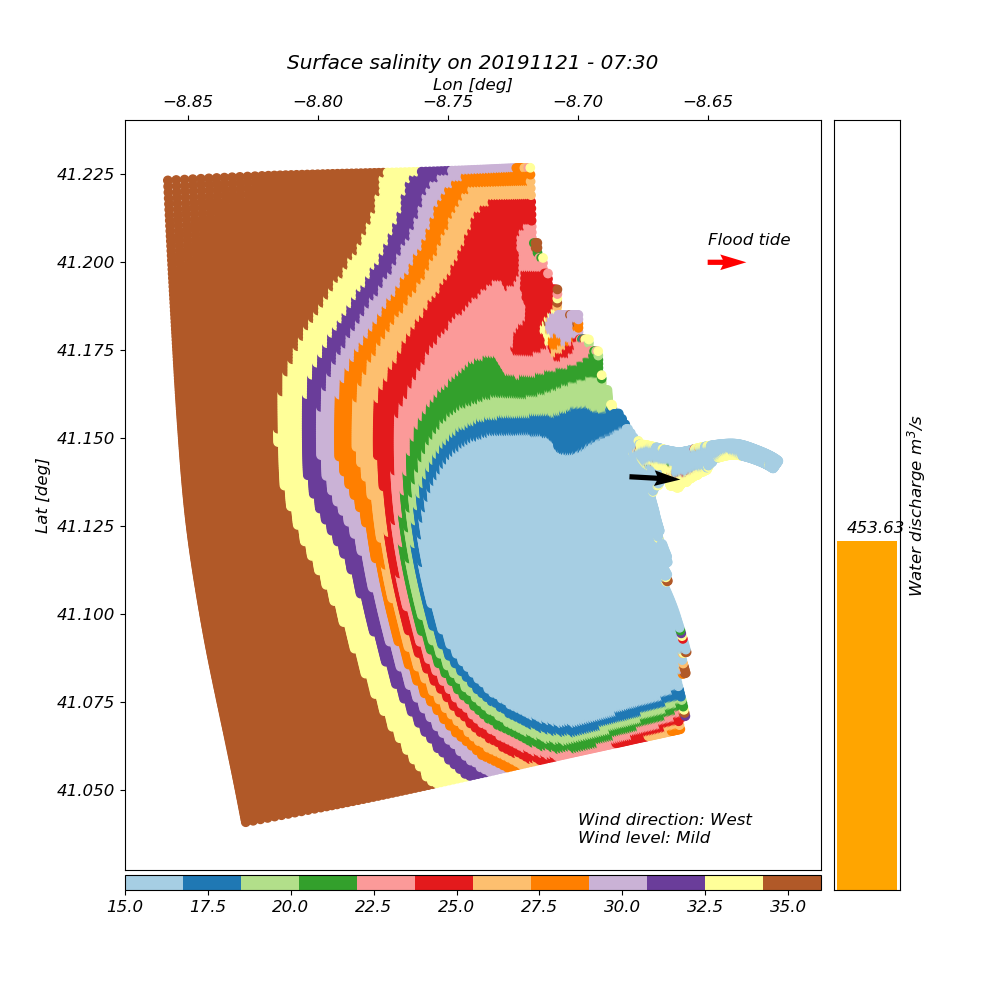 Surface salinity on 20191121 - 07:30
Lon [deg]
−8.85 −8.80 −8.75 −8.70 −8.65
41.225
41.200
41.175
41.150
41.125
41.100
41.075
41.050
Lat [deg]
Flood tide
453.63
Water discharge m³/s
Wind direction: West
Wind level: Mild
15.0 17.5 20.0 22.5 25.0 27.5 30.0 32.5 35.0